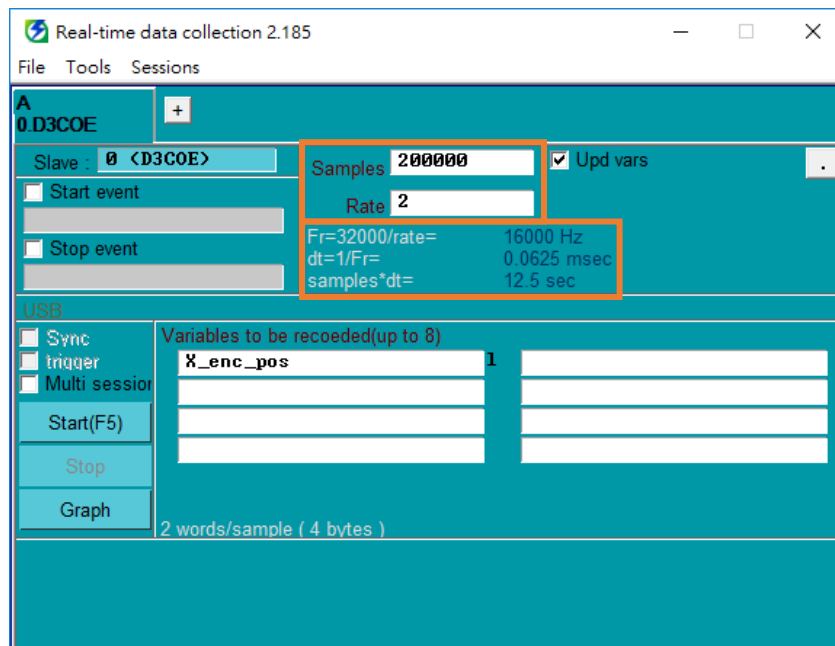 Real-time data collection 2.185
File Tools Sessions
A
0.D3COE
+
Slave : 0 <D3COE>
Samples 200000
Upd vars
.
Start event
Rate 2
Stop event
Fr=32000/rate= 16000 Hz
dt=1/Fr= 0.0625 msec
samples*dt= 12.5 sec
USB
Sync
trigger
Multi session
Variables to be recoeded(up to 8)
X_enc_pos 1
Start(F5)
Stop
Graph
2 words/sample ( 4 bytes )